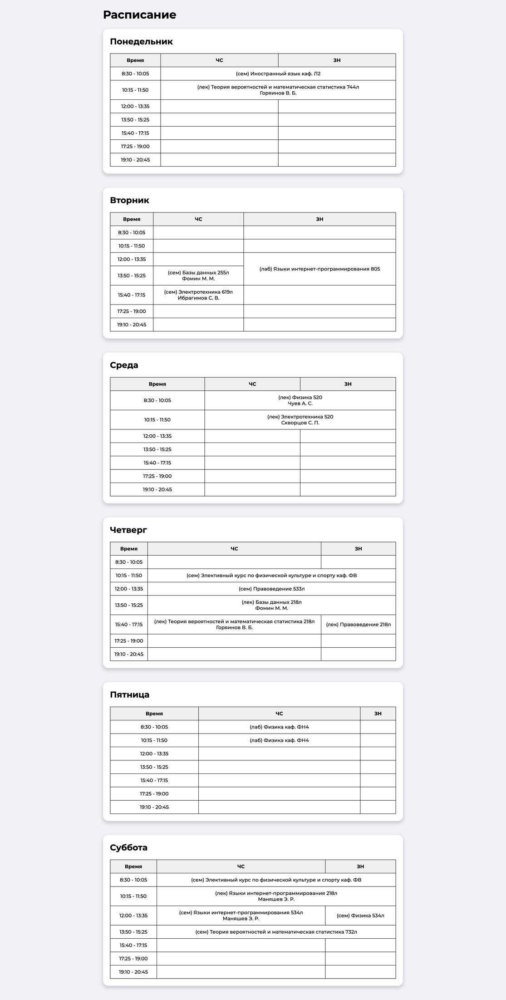 Расписание
Понедельник
Время ЧС ЗН
8:30 - 10:05 (сем) Иностранный язык каф. Л2
10:15 - 11:50 (лек) Теория вероятностей и математическая статистика 744л
Горяинов В. Б.
12:00 - 13:35
13:50 - 15:25
15:40 - 17:15
17:25 - 19:00
19:10 - 20:45
Вторник
Время ЧС ЗН
8:30 - 10:05
10:15 - 11:50
12:00 - 13:35
(лаб) Языки интернет-программирования 805
13:50 - 15:25 (сем) Базы данных 255л
Фомин М. М.
15:40 - 17:15 (сем) Электротехника 619л
Ибрагимов С. В.
17:25 - 19:00
19:10 - 20:45
Среда
Время ЧС ЗН
8:30 - 10:05 (лек) Физика 520
Чуев А. С.
10:15 - 11:50 (лек) Электротехника 520
Скворцов С. П.
12:00 - 13:35
13:50 - 15:25
15:40 - 17:15
17:25 - 19:00
19:10 - 20:45
Четверг
Время ЧС ЗН
8:30 - 10:05
10:15 - 11:50 (сем) Элективный курс по физической культуре и спорту каф. ФВ
12:00 - 13:35 (сем) Правоведение 533л
13:50 - 15:25 (лек) Базы данных 218л
Фомин М. М.
15:40 - 17:15 (лек) Теория вероятностей и математическая статистика 218л (лек) Правоведение 218л
Горяинов В. Б.
17:25 - 19:00
19:10 - 20:45
Пятница
Время ЧС ЗН
8:30 - 10:05 (лаб) Физика каф. ФН4
10:15 - 11:50 (лаб) Физика каф. ФН4
12:00 - 13:35
13:50 - 15:25
15:40 - 17:15
17:25 - 19:00
19:10 - 20:45
Суббота
Время ЧС ЗН
8:30 - 10:05 (сем) Элективный курс по физической культуре и спорту каф. ФВ
10:15 - 11:50 (лек) Языки интернет-программирования 218л
Маняшев Э. Р.
12:00 - 13:35 (сем) Языки интернет-программирования 534л (сем) Физика 534л
Маняшев Э. Р.
13:50 - 15:25 (сем) Теория вероятностей и математическая статистика 732л
15:40 - 17:15
17:25 - 19:00
19:10 - 20:45